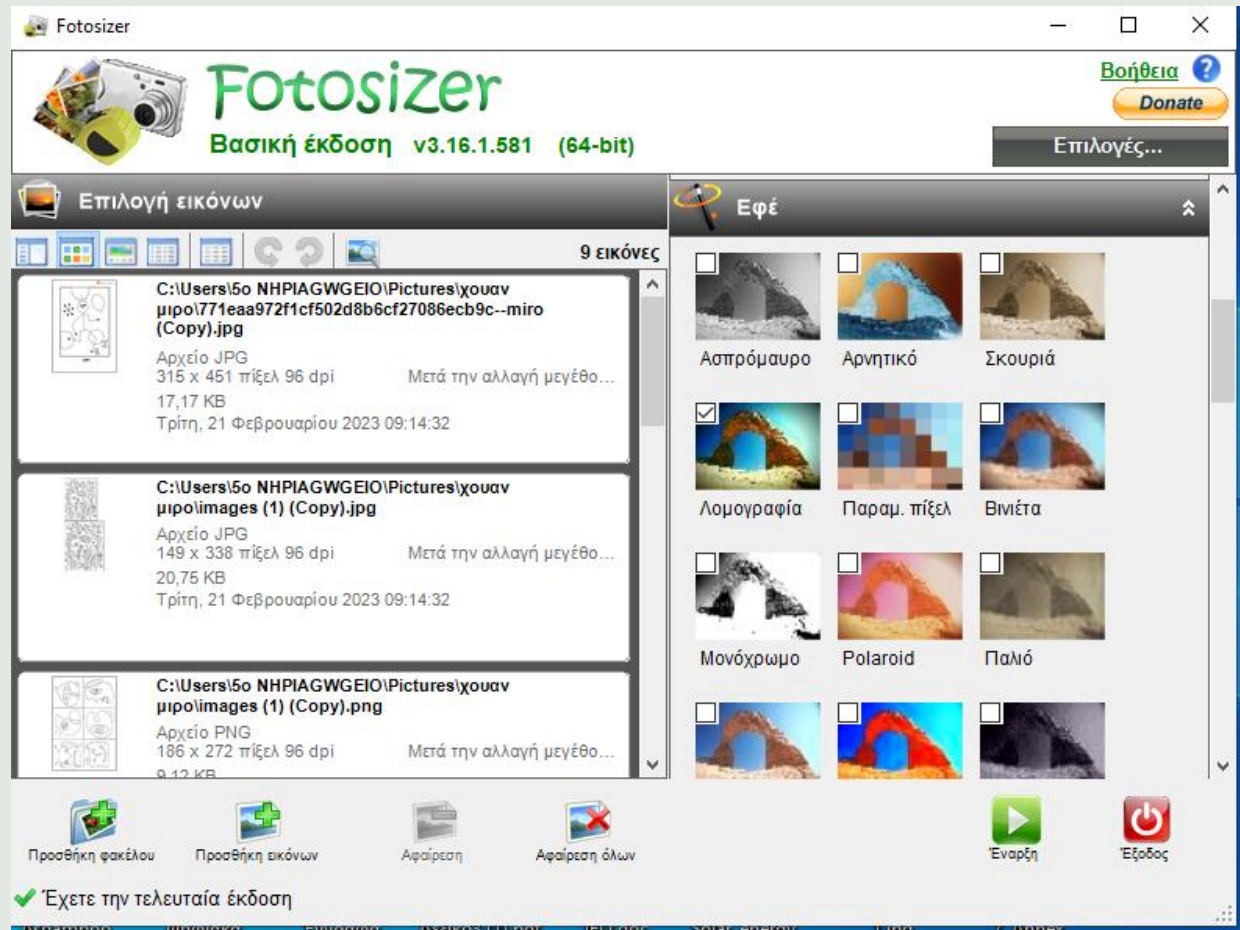 Fotosizer
Fotosizer
Βασική έκδοση v3.16.1.581 (64-bit)
Βοήθεια
Donate
Επιλογές...
Επιλογή εικόνων
9 εικόνες
C:\Users\5ο NHPIAGWGEIO\Pictures\χουαν
μιρο\771eaa972f1cf502d8b6cf27086ecb9c--miro
(Copy).jpg
Αρχείο JPG
315 x 451 πίξελ 96 dpi Μετά την αλλαγή μεγέθο...
17,17 KB
Τρίτη, 21 Φεβρουαρίου 2023 09:14:32
C:\Users\5ο NHPIAGWGEIO\Pictures\χουαν
μιρο\images (1) (Copy).jpg
Αρχείο JPG
149 x 338 πίξελ 96 dpi Μετά την αλλαγή μεγέθο...
20,75 KB
Τρίτη, 21 Φεβρουαρίου 2023 09:14:32
C:\Users\5ο NHPIAGWGEIO\Pictures\χουαν
μιρο\images (1) (Copy).png
Αρχείο PNG
186 x 272 πίξελ 96 dpi Μετά την αλλαγή μεγέθο...
9,12 KB
Εφέ
Ασπρόμαυρο Αρνητικό Σκουριά
Λομογραφία Παραμ. πίξελ Βινιέτα
Μονόχρωμο Polaroid Παλιό
Προσθήκη φακέλου Προσθήκη εικόνων Αφαίρεση Αφαίρεση όλων Έναρξη Έξοδος
Έχετε την τελευταία έκδοση